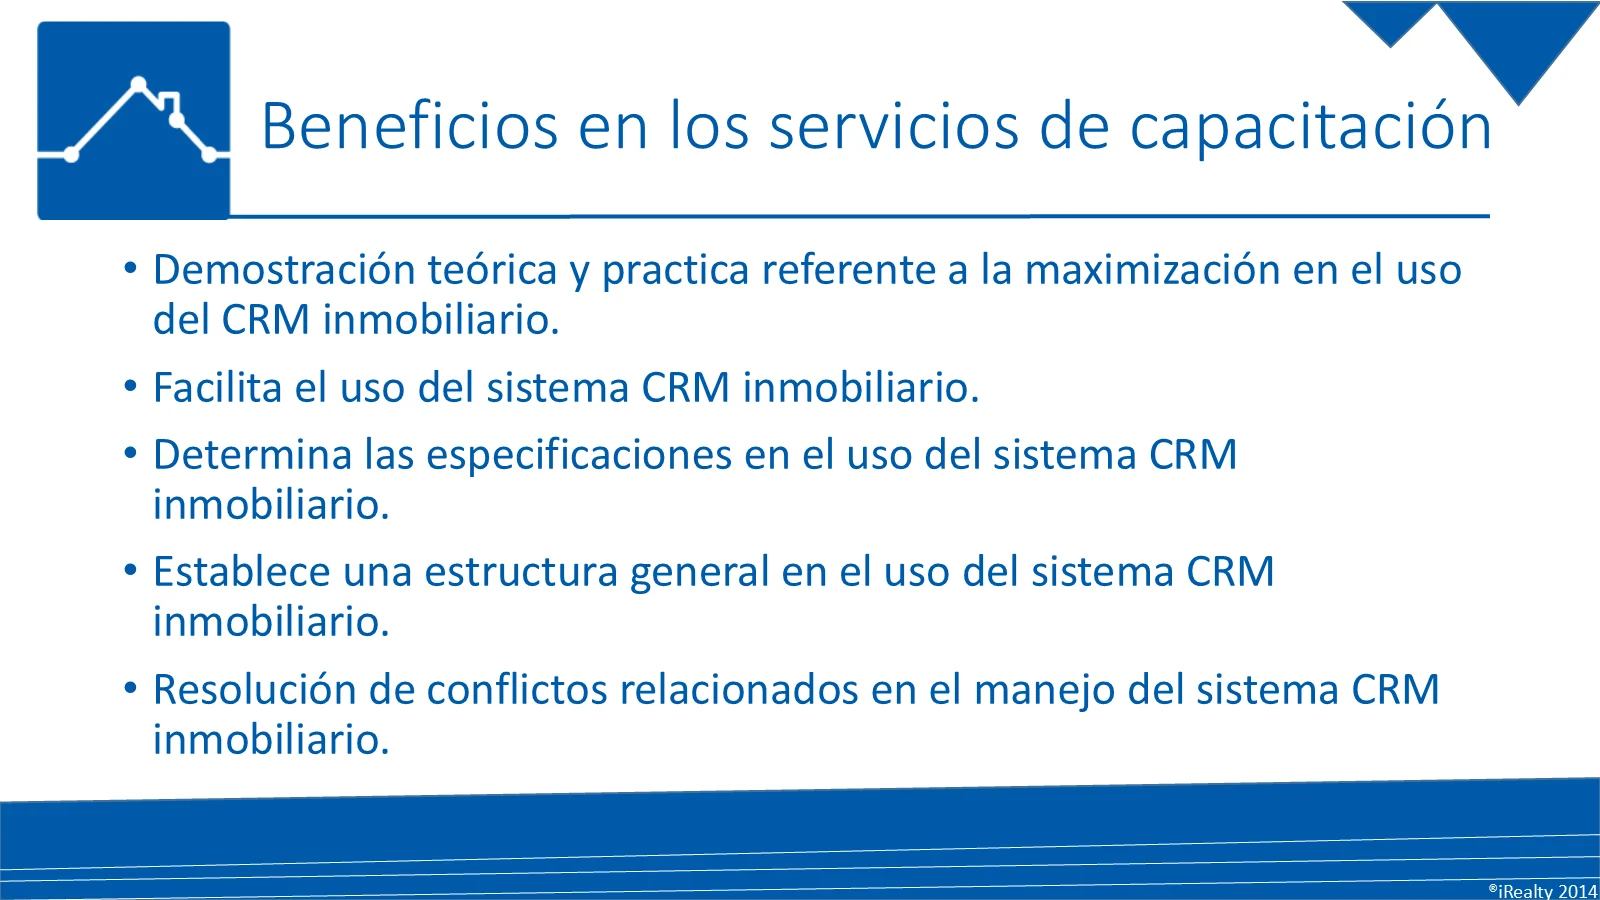 Beneficios en los servicios de capacitación
• Demostración teórica y practica referente a la maximización en el uso
del CRM inmobiliario.
• Facilita el uso del sistema CRM inmobiliario.
• Determina las especificaciones en el uso del sistema CRM
inmobiliario.
• Establece una estructura general en el uso del sistema CRM
inmobiliario.
• Resolución de conflictos relacionados en el manejo del sistema CRM
inmobiliario.
®iRealty 2014